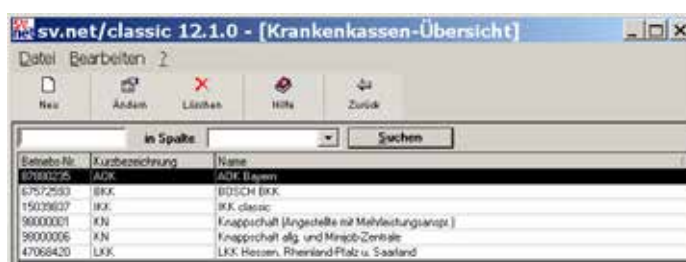 sv.net/classic 12.1.0 - [Krankenkassen-Übersicht]
Datei Bearbeiten ?
Neu Ändern Löschen Hilfe Zurück
in Spalte Suchen
Betriebs-Nr. Kurzbezeichnung Name
87880235 AOK AOK Bayern
67572593 BKK BOSCH BKK
15039837 IKK IKK classic
98000001 KN Knappschaft (Angestellte mit Mehrleistungsanspr.)
98000006 KN Knappschaft allg. und Minijob-Zentrale
47068420 LKK LKK Hessen, Rheinland-Pfalz u. Saarland